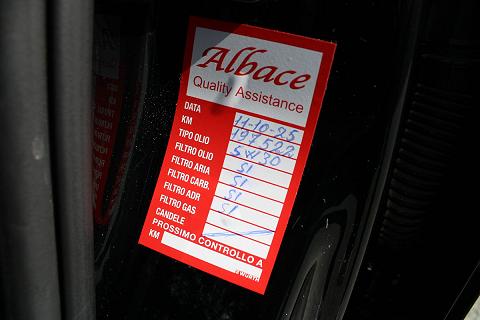 Albace
Quality Assistance
DATA 11-10-25
KM 197522
TIPO OLIO 5W30
FILTRO OLIO SI
FILTRO ARIA SI
FILTRO CARB. SI
FILTRO ADR SI
FILTRO GAS
CANDELE
PROSSIMO CONTROLLO A
KM